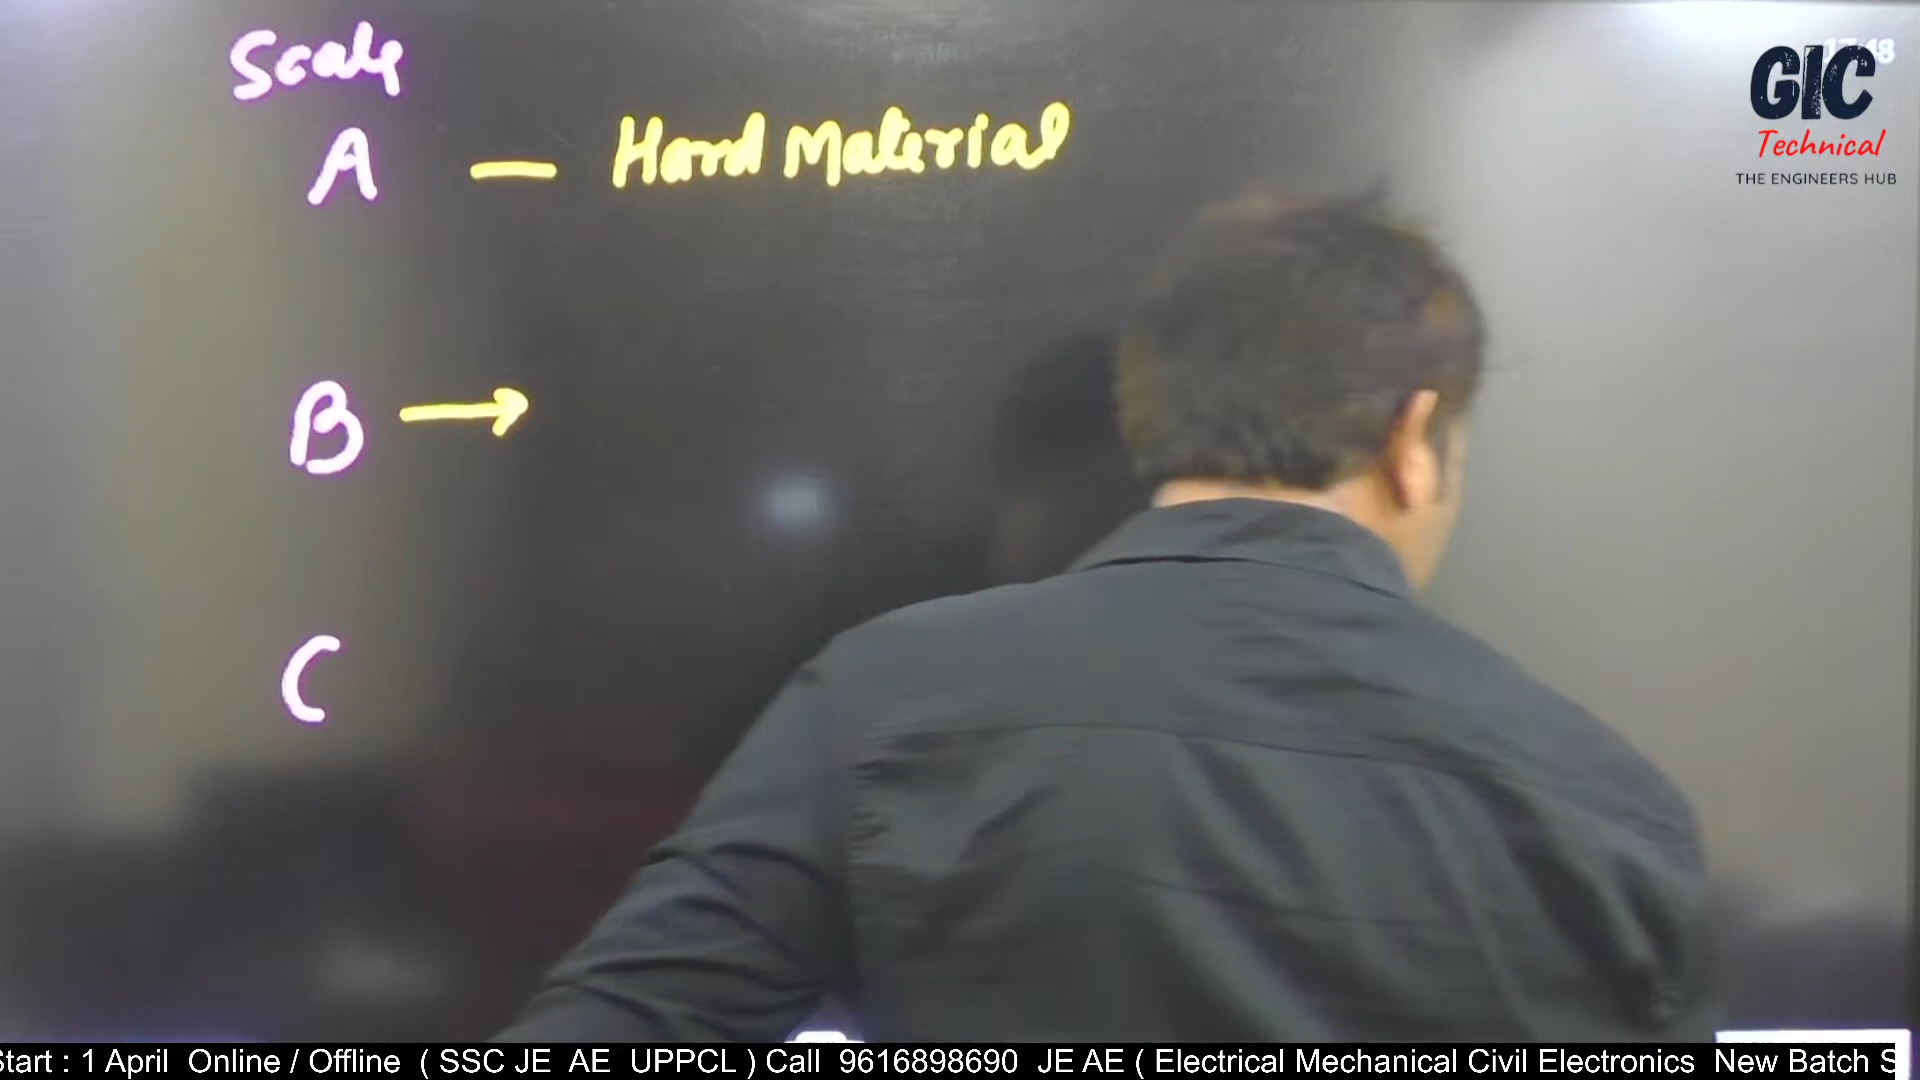 Scale
A — Hard Material
B →
C
GIC
Technical
THE ENGINEERS HUB
Start : 1 April Online / Offline ( SSC JE AE UPPCL ) Call 9616898690 JE AE ( Electrical Mechanical Civil Electronics New Batch S